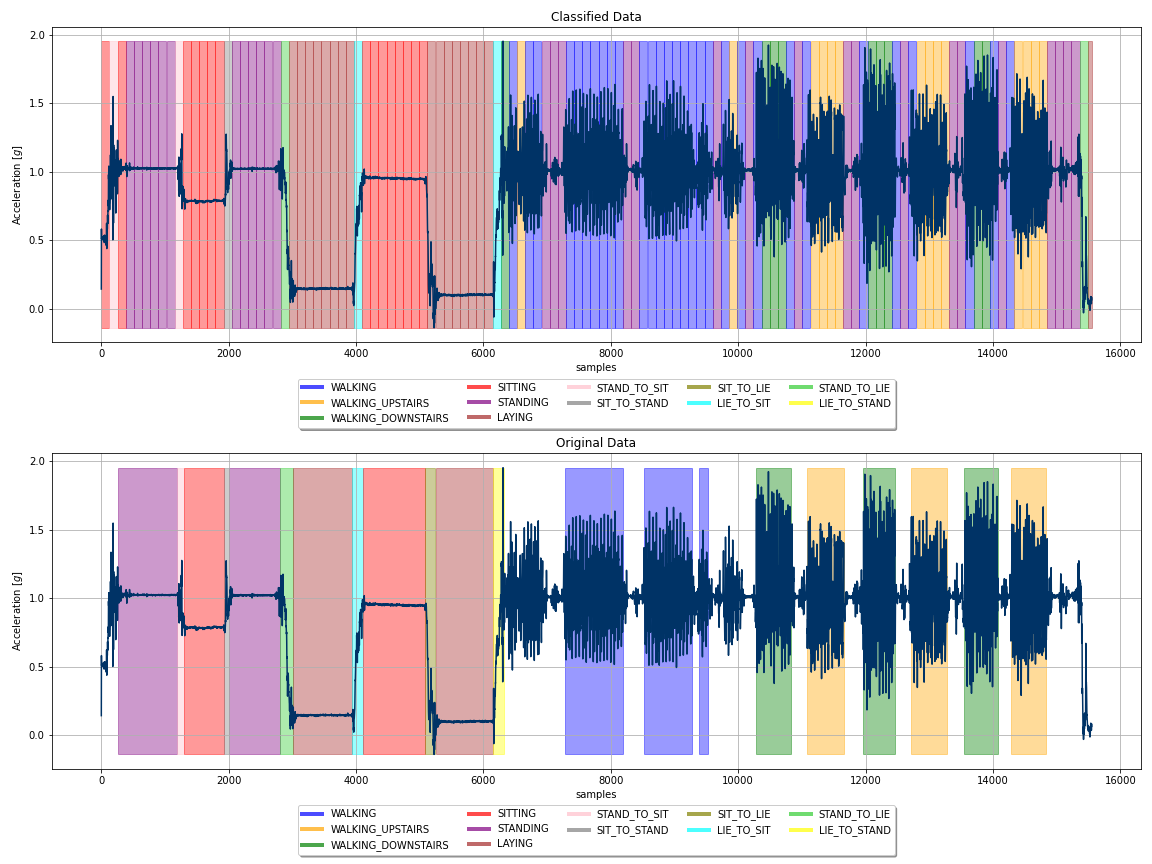 Classified Data
2.0
1.5
1.0
0.5
0.0
Acceleration [g]
0 2000 4000 6000 8000 10000 12000 14000 16000
samples
WALKING SITTING STAND_TO_SIT SIT_TO_LIE STAND_TO_LIE
WALKING_UPSTAIRS STANDING SIT_TO_STAND LIE_TO_SIT LIE_TO_STAND
WALKING_DOWNSTAIRS LAYING
Original Data
2.0
1.5
1.0
0.5
0.0
Acceleration [g]
0 2000 4000 6000 8000 10000 12000 14000 16000
samples
WALKING SITTING STAND_TO_SIT SIT_TO_LIE STAND_TO_LIE
WALKING_UPSTAIRS STANDING SIT_TO_STAND LIE_TO_SIT LIE_TO_STAND
WALKING_DOWNSTAIRS LAYING